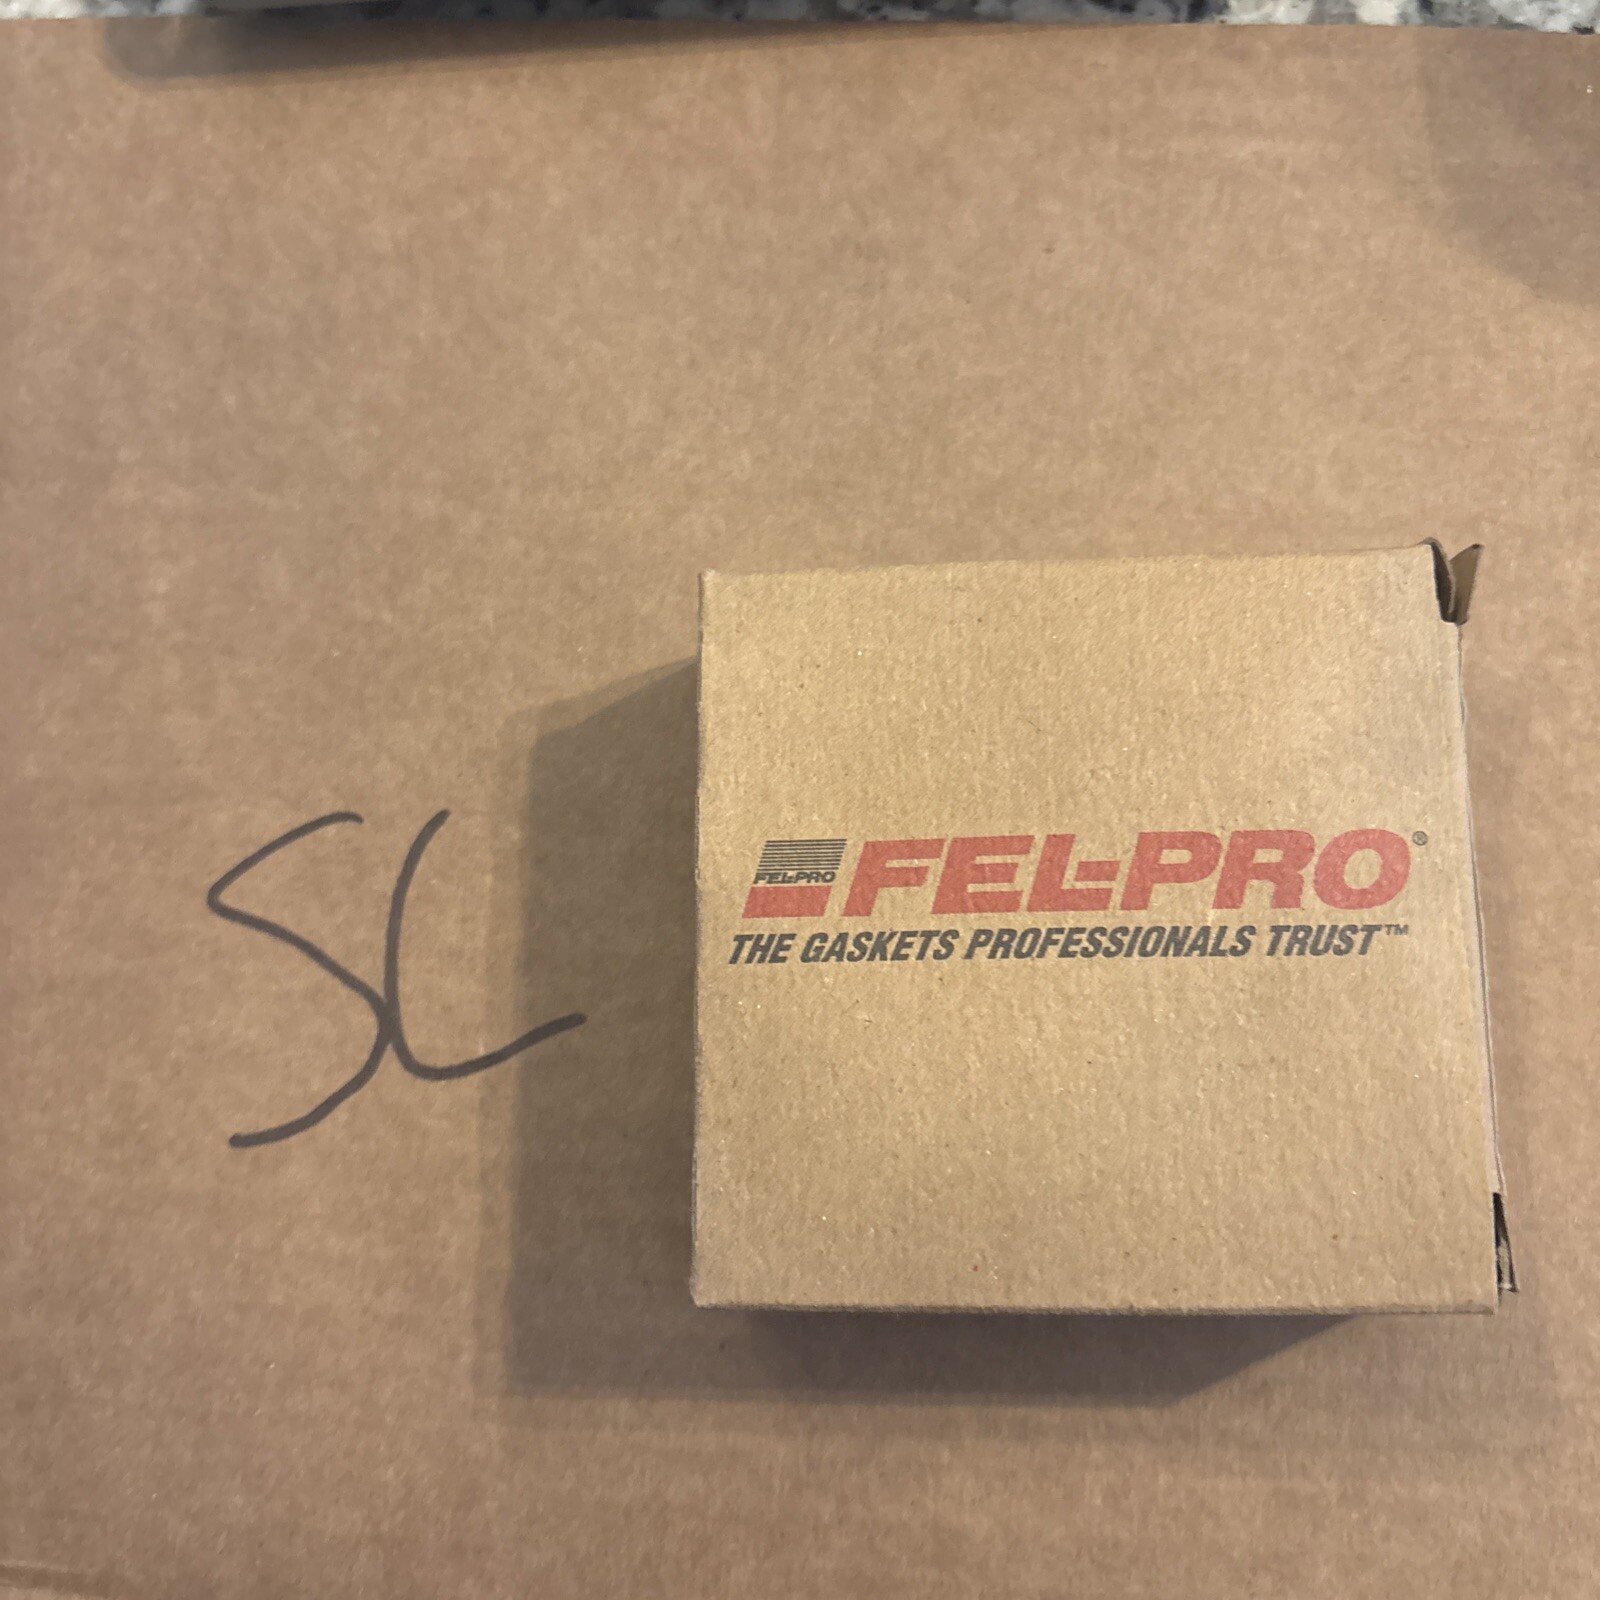 SL
FEL-PRO
FEL-PRO®
THE GASKETS PROFESSIONALS TRUST™